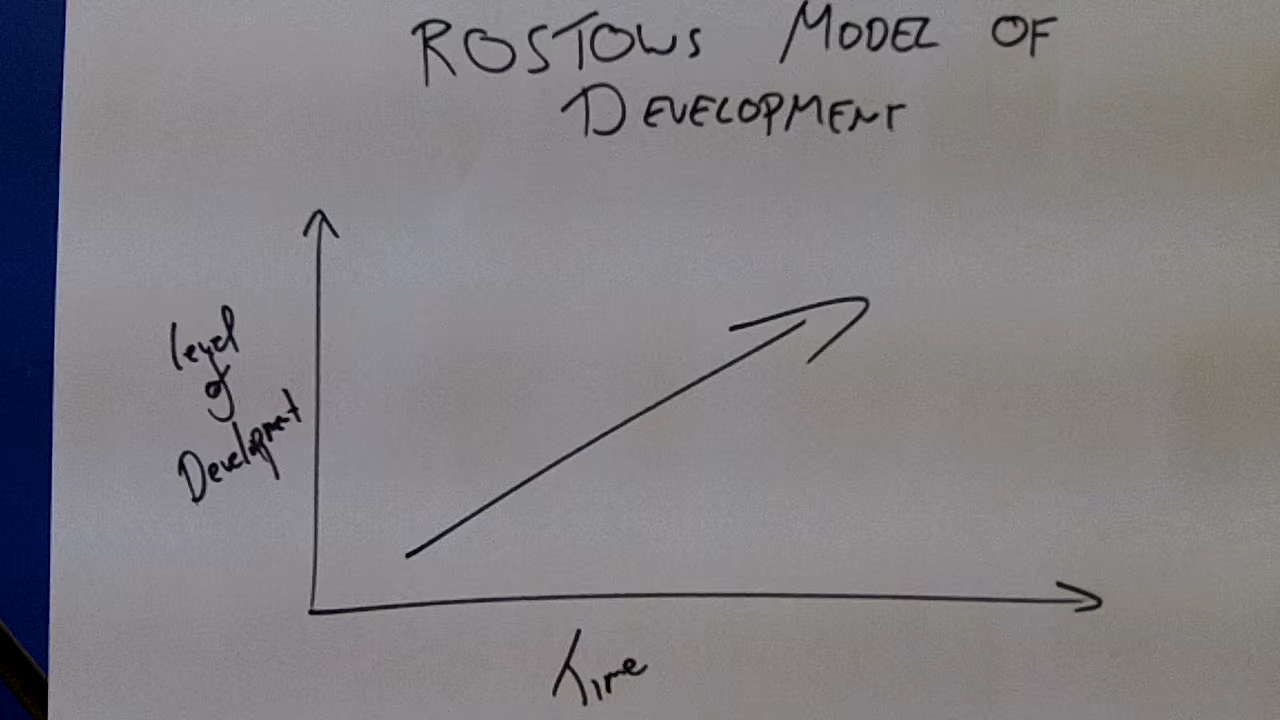 ROSTOWS MODEL OF
DEVELOPMENT
level
of
Development
Time